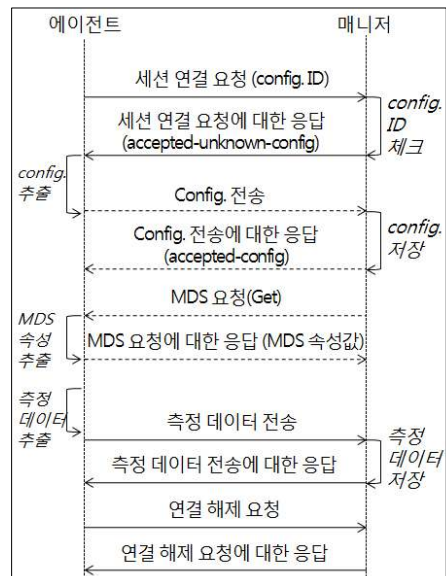 에이전트
매니저
세션 연결 요청 (config. ID)
config.
ID
체크
세션 연결 요청에 대한 응답
(accepted-unknown-config)
config.
추출
Config. 전송
config.
저장
Config. 전송에 대한 응답
(accepted-config)
MDS 요청(Get)
MDS
속성
추출
MDS 요청에 대한 응답 (MDS 속성값)
측정
데이터
추출
측정 데이터 전송
측정
데이터
저장
측정 데이터 전송에 대한 응답
연결 해제 요청
연결 해제 요청에 대한 응답